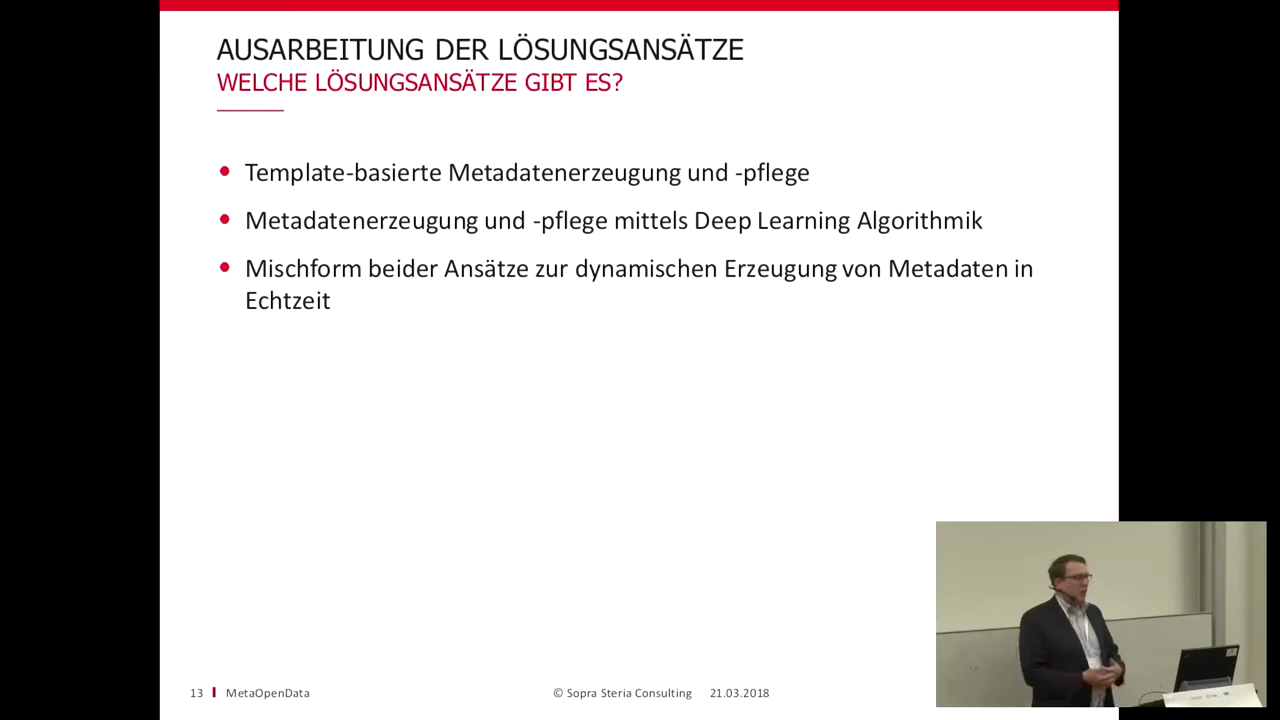 AUSARBEITUNG DER LÖSUNGSANSÄTZE
WELCHE LÖSUNGSANSÄTZE GIBT ES?
Template-basierte Metadatenerzeugung und -pflege
Metadatenerzeugung und -pflege mittels Deep Learning Algorithmik
Mischform beider Ansätze zur dynamischen Erzeugung von Metadaten in
Echtzeit
13 MetaOpenData © Sopra Steria Consulting 21.03.2018